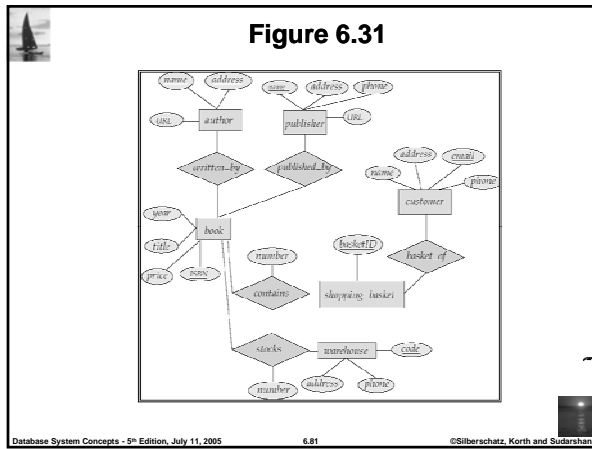 Figure 6.31
name address
name address phone
URL author
publisher URL
written_by published_by
address email
name phone
customer
year
book
title
price ISBN
number
basketID
basket of
contains
shopping basket
stocks
warehouse code
number
address phone
Database System Concepts - 5th Edition, July 11, 2005 6.81 ©Silberschatz, Korth and Sudarshan